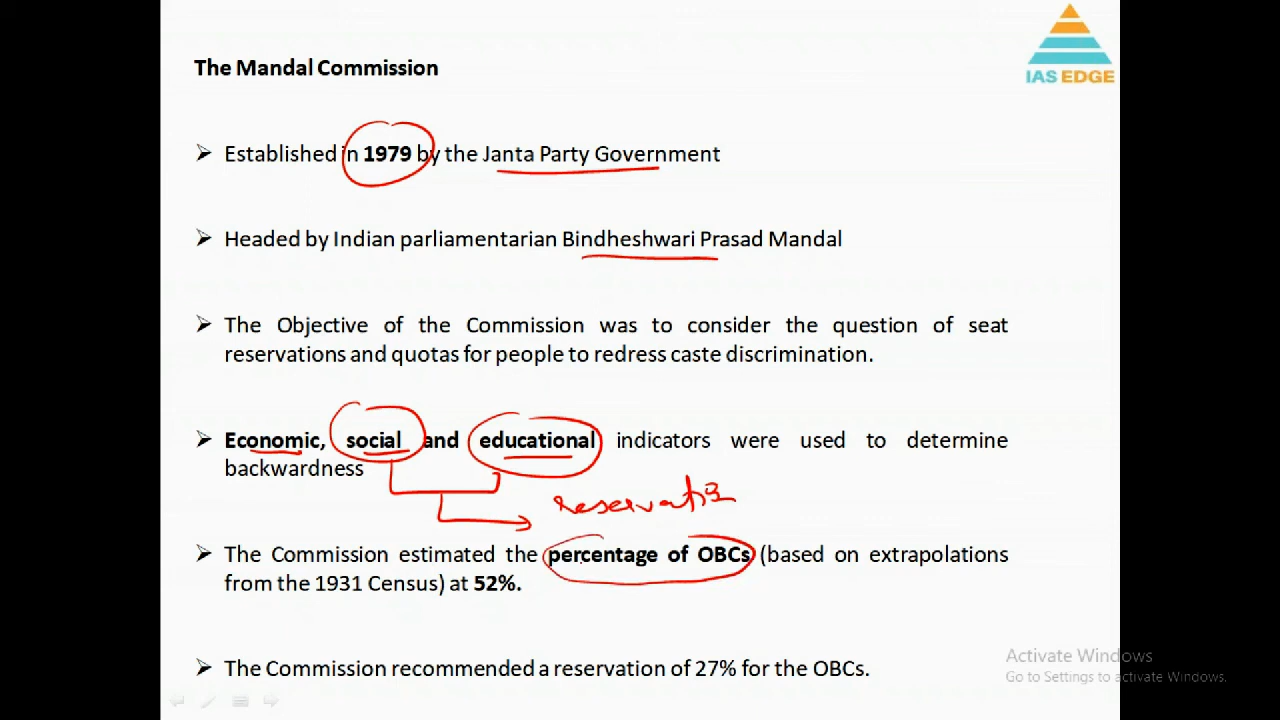 The Mandal Commission
IAS EDGE
Established in 1979 by the Janta Party Government
Headed by Indian parliamentarian Bindheshwari Prasad Mandal
The Objective of the Commission was to consider the question of seat
reservations and quotas for people to redress caste discrimination.
Economic, social and educational indicators were used to determine
backwardness
reservatio
The Commission estimated the percentage of OBCs (based on extrapolations
from the 1931 Census) at 52%.
The Commission recommended a reservation of 27% for the OBCs.
Activate Windows
Go to Settings to activate Windows.